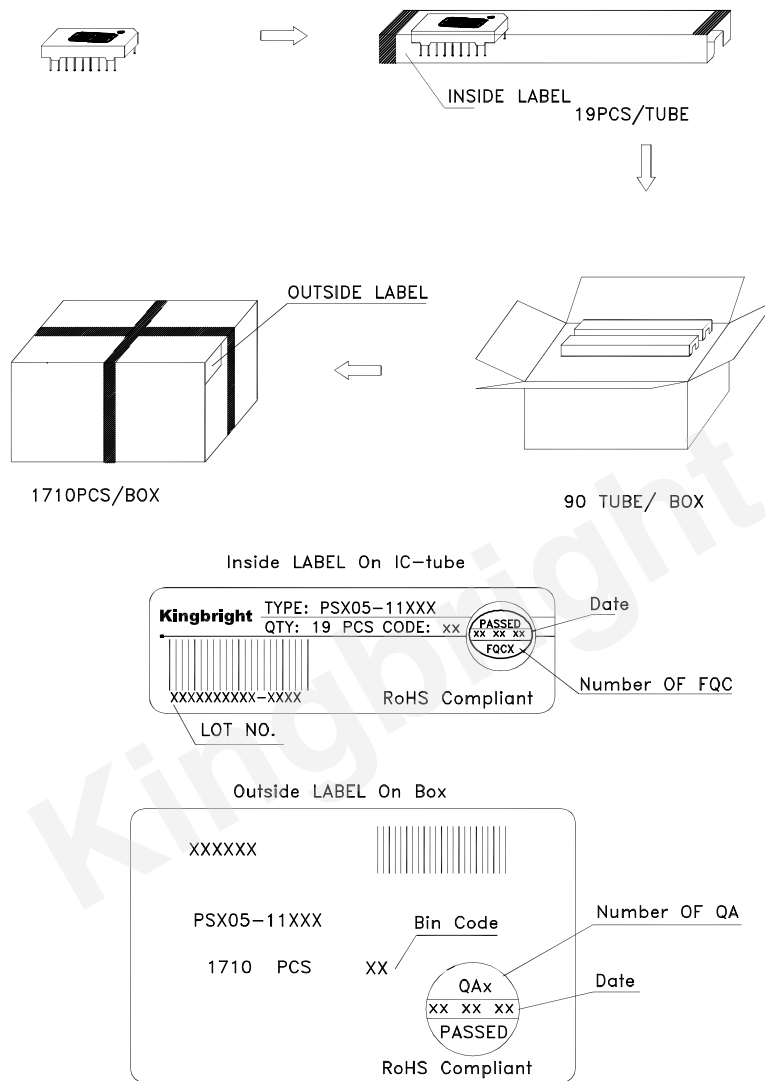 INSIDE LABEL
19PCS/TUBE
OUTSIDE LABEL
1710PCS/BOX
90 TUBE/ BOX
Inside LABEL On IC-tube
Kingbright
TYPE: PSX05-11XXX
QTY: 19 PCS CODE: XX
PASSED
XX XX XX
FQCX
Date
Number OF FQC
XXXXXXXXXX-XXXX
RoHS Compliant
LOT NO.
Outside LABEL On Box
XXXXXX
PSX05-11XXX
Bin Code
Number OF QA
1710 PCS
XX
QAx
XX XX XX
PASSED
Date
RoHS Compliant
Kingbright